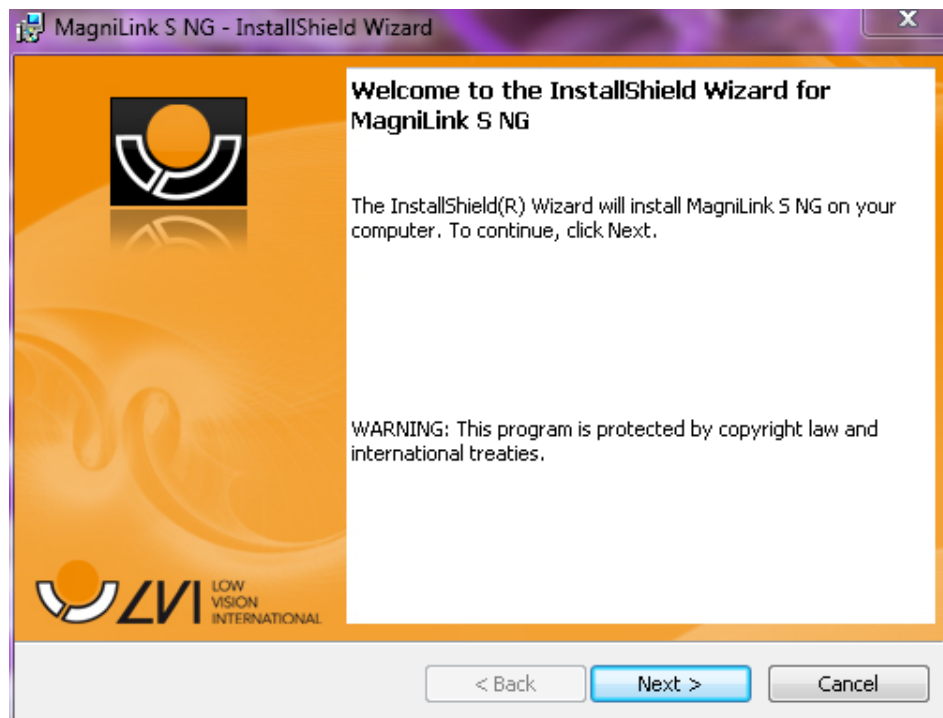 MagniLink S NG - InstallShield Wizard
X
Welcome to the InstallShield Wizard for
MagniLink S NG
The InstallShield(R) Wizard will install MagniLink S NG on your
computer. To continue, click Next.
WARNING: This program is protected by copyright law and
international treaties.
LVI LOW
VISION
INTERNATIONAL
< Back
Next >
Cancel